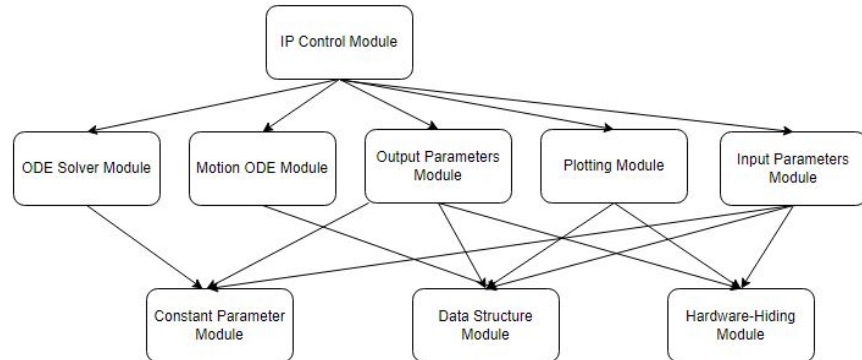 IP Control Module
ODE Solver Module
Motion ODE Module
Output Parameters
Module
Plotting Module
Input Parameters
Module
Constant Parameter
Module
Data Structure
Module
Hardware-Hiding
Module